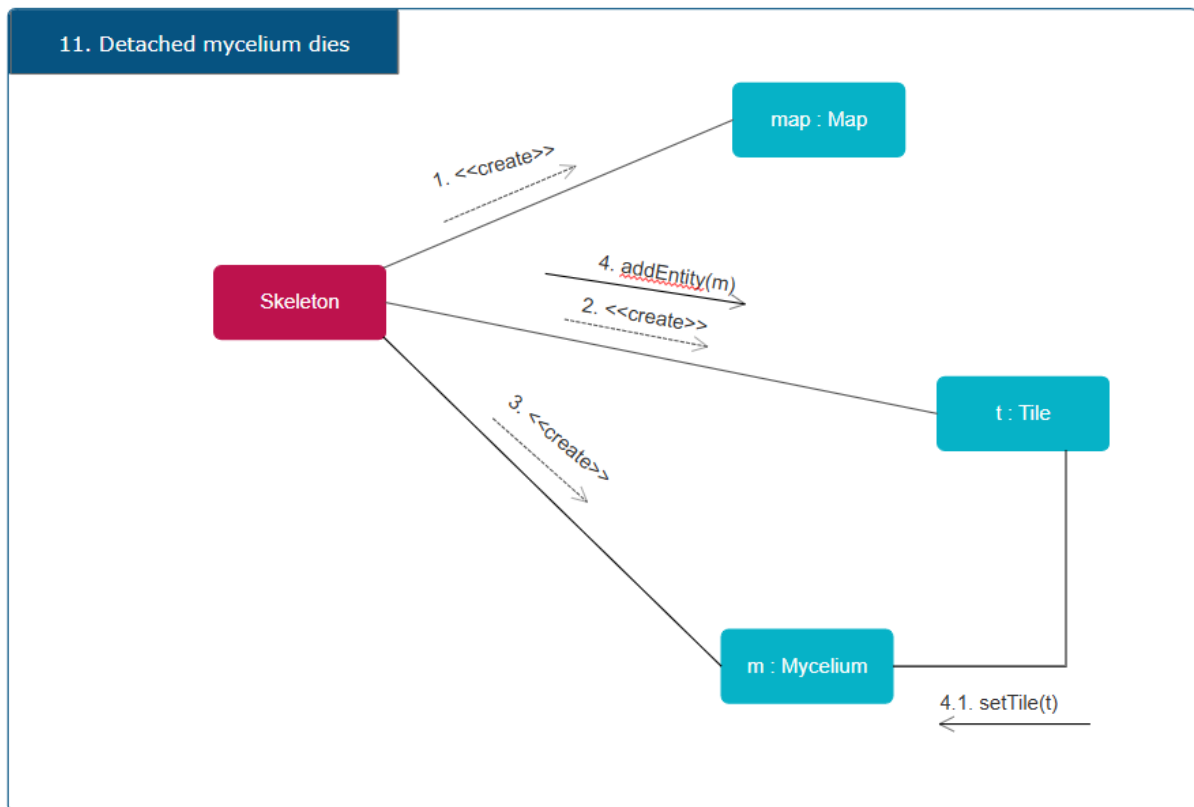 11. Detached mycelium dies
map : Map
1. <<create>>
Skeleton
4. addEntity(m)
2. <<create>>
3. <<create>>
t : Tile
m : Mycelium
4.1. setTile(t)